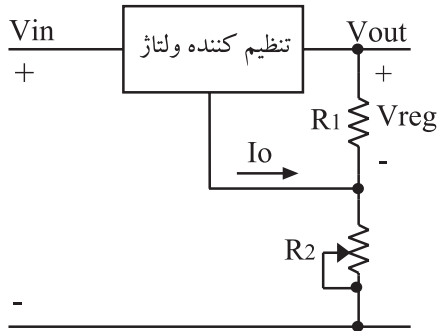 Vin
تنظیم کننده ولتاژ
Vout
+
+
R1
Vreg
Io
-
R2
-